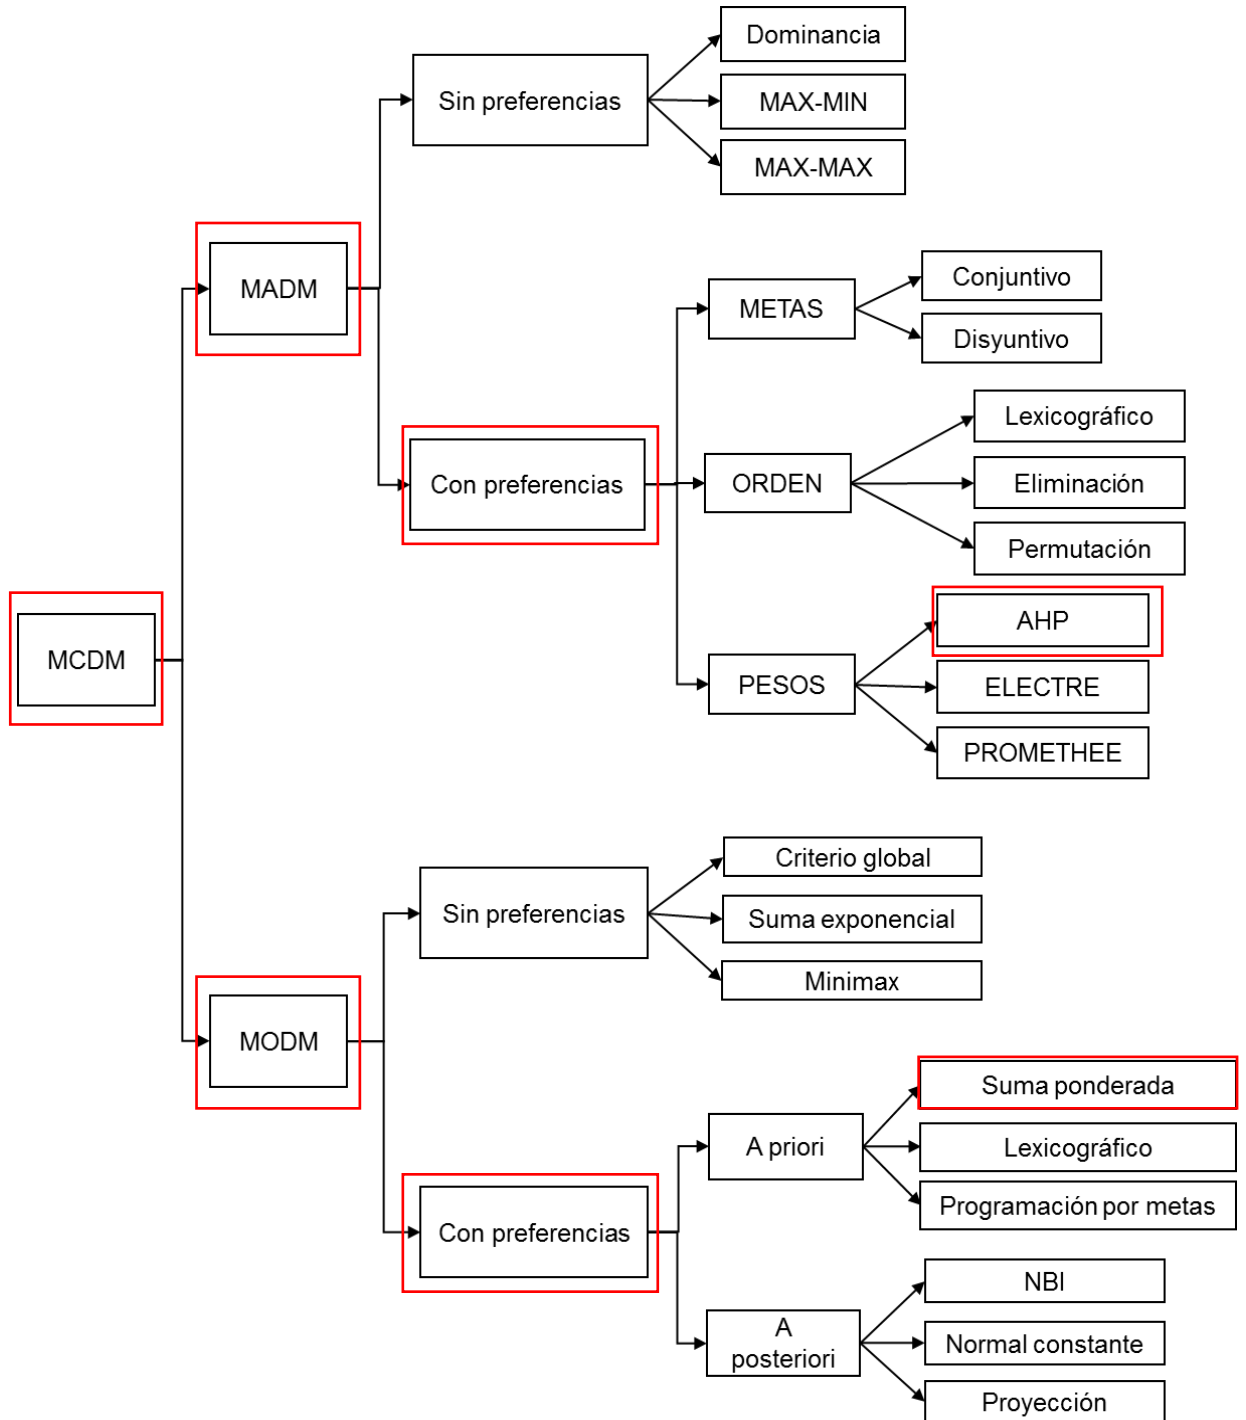 Dominancia
Sin preferencias
MAX-MIN
MAX-MAX
MADM
Conjuntivo
METAS
Disyuntivo
Lexicográfico
Con preferencias
ORDEN
Eliminación
Permutación
AHP
MCDM
PESOS
ELECTRE
PROMETHEE
Criterio global
Sin preferencias
Suma exponencial
Minimax
MODM
Suma ponderada
A priori
Lexicográfico
Programación por metas
Con preferencias
NBI
A
posteriori
Normal constante
Proyección